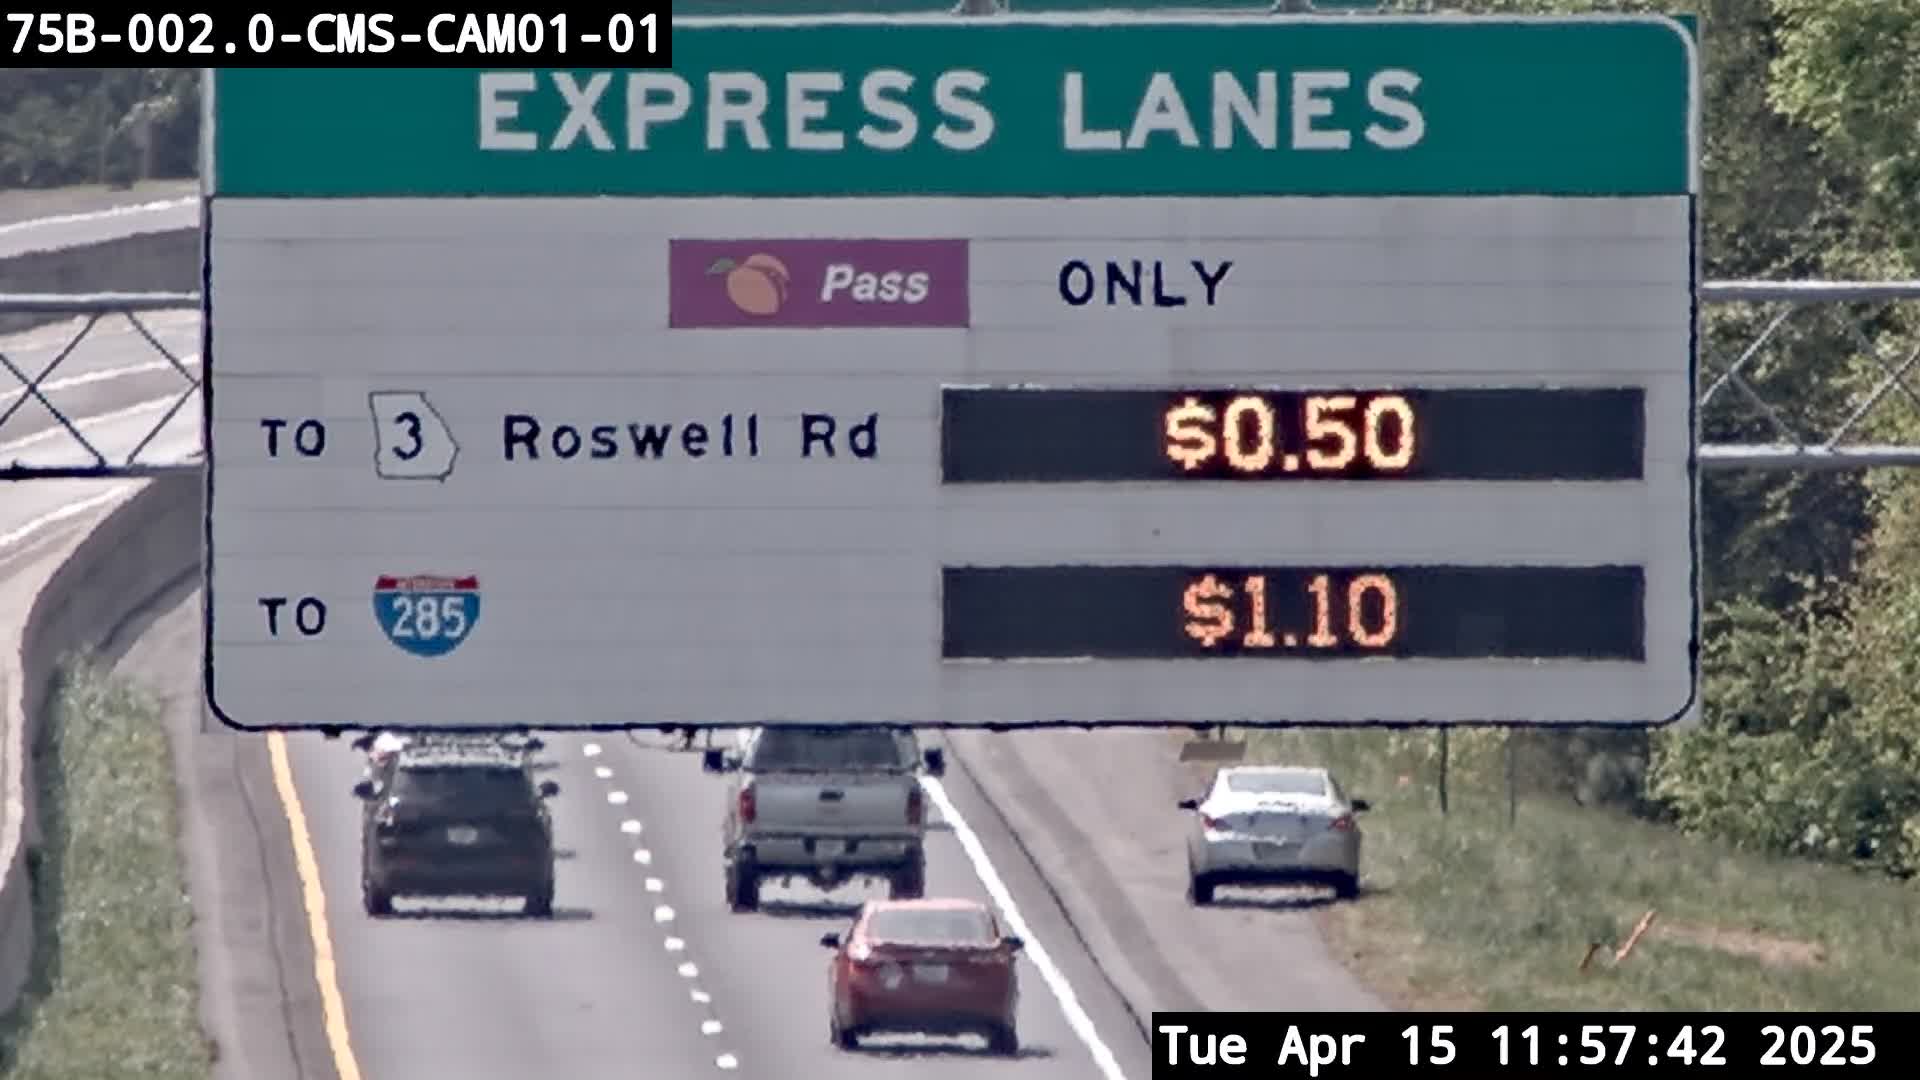 75B-002.0-CMS-CAM01-01
EXPRESS LANES
Pass ONLY
TO 3 Roswell Rd $0.50
TO 285 $1.10
Tue Apr 15 11:57:42 2025